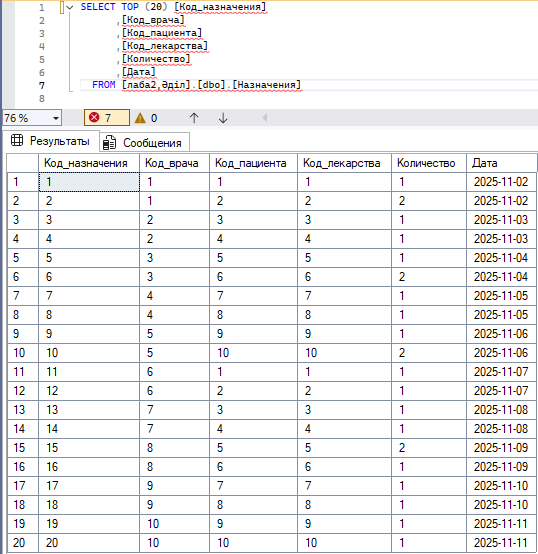 1 SELECT TOP (20) [Код_назначения]
2 ,[Код_врача]
3 ,[Код_пациента]
4 ,[Код_лекарства]
5 ,[Количество]
6 ,[Дата]
7 FROM [лаба2,Әділ].[dbo].[Назначения]
8
76 % 7 0
Результаты Сообщения
Код_назначения Код_врача Код_пациента Код_лекарства Количество Дата
1 1 1 1 1 1 2025-11-02
2 2 1 2 2 2 2025-11-02
3 3 2 3 3 1 2025-11-03
4 4 2 4 4 1 2025-11-03
5 5 3 5 5 1 2025-11-04
6 6 3 6 6 2 2025-11-04
7 7 4 7 7 1 2025-11-05
8 8 4 8 8 1 2025-11-05
9 9 5 9 9 1 2025-11-06
10 10 5 10 10 2 2025-11-06
11 11 6 1 1 1 2025-11-07
12 12 6 2 2 1 2025-11-07
13 13 7 3 3 1 2025-11-08
14 14 7 4 4 1 2025-11-08
15 15 8 5 5 2 2025-11-09
16 16 8 6 6 1 2025-11-09
17 17 9 7 7 1 2025-11-10
18 18 9 8 8 1 2025-11-10
19 19 10 9 9 1 2025-11-11
20 20 10 10 10 1 2025-11-11